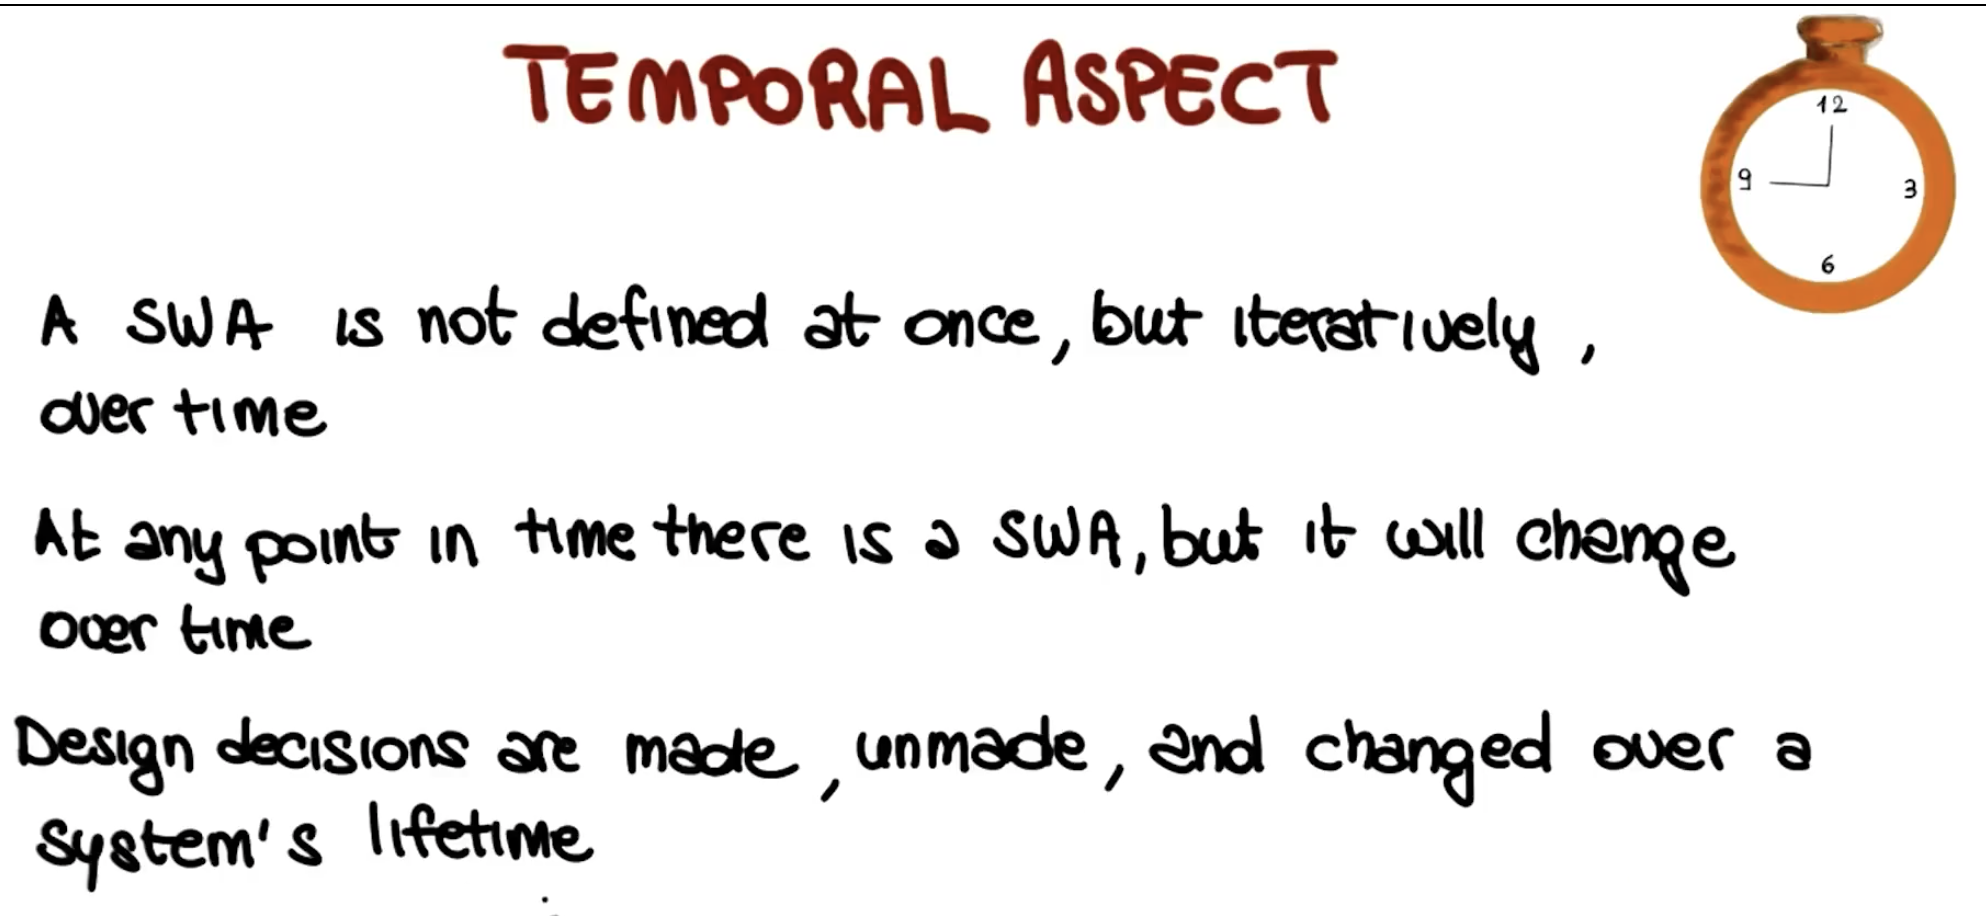 TEMPORAL ASPECT
12
9
3
6
A SWA is not defined at once, but iteratively,
over time
At any point in time there is a SWA, but it will change
over time
Design decisions are made, unmade, and changed over a
system's lifetime